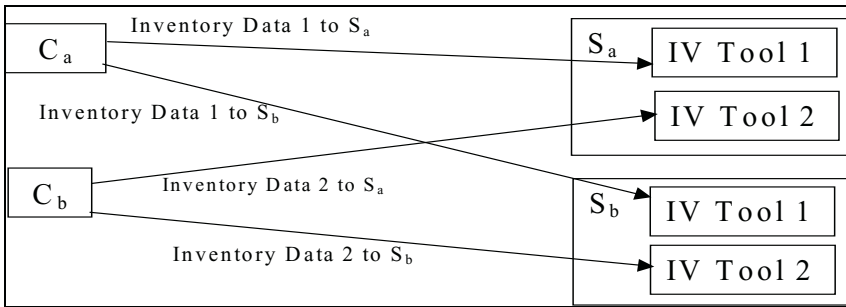 Inventory Data 1 to Sa
Ca
Sa
IV Tool 1
Inventory Data 1 to Sb
IV Tool 2
Cb
Inventory Data 2 to Sa
Sb
IV Tool 1
Inventory Data 2 to Sb
IV Tool 2